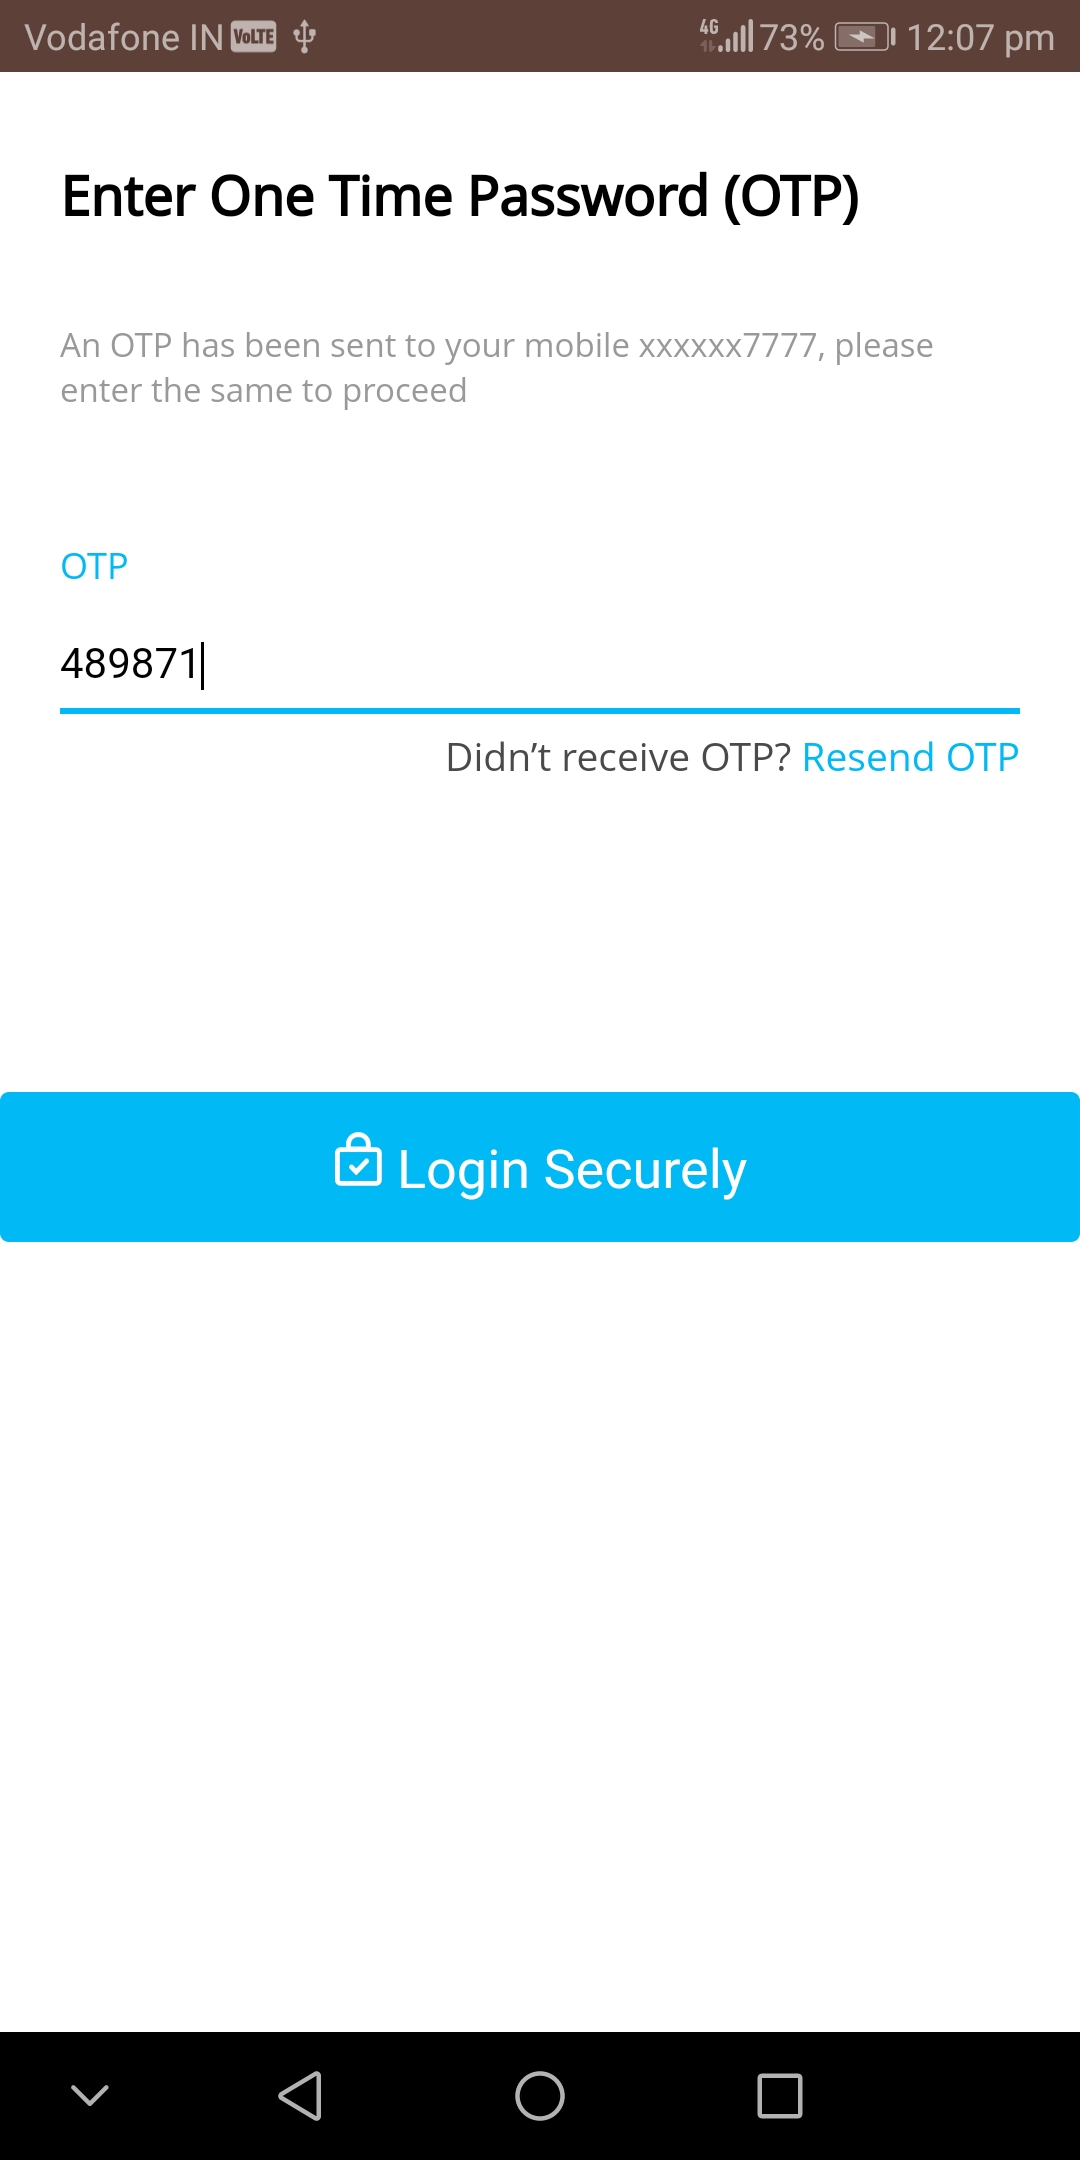 Vodafone IN VoLTE 4G 73% 12:07 pm
Enter One Time Password (OTP)
An OTP has been sent to your mobile xxxxxx7777, please
enter the same to proceed
OTP
489871
Didn’t receive OTP? Resend OTP
Login Securely